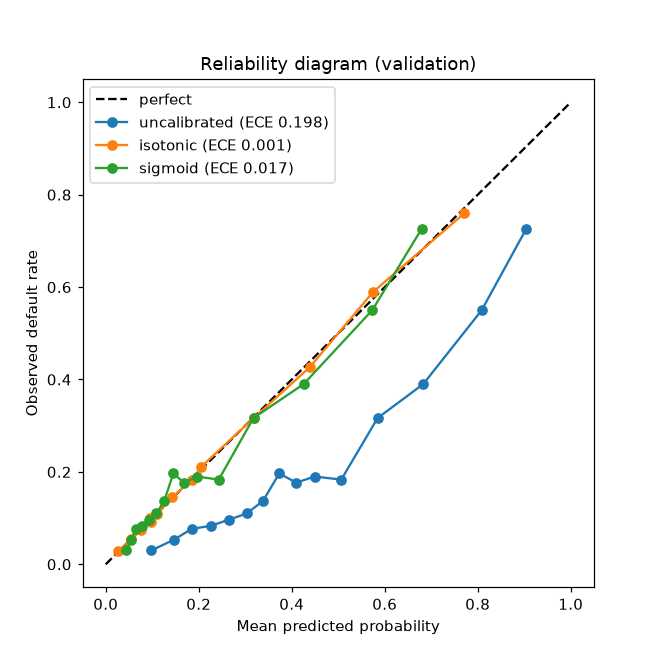 Reliability diagram (validation)
perfect
uncalibrated (ECE 0.198)
isotonic (ECE 0.001)
sigmoid (ECE 0.017)
Observed default rate
1.0
0.8
0.6
0.4
0.2
0.0
0.0 0.2 0.4 0.6 0.8 1.0
Mean predicted probability